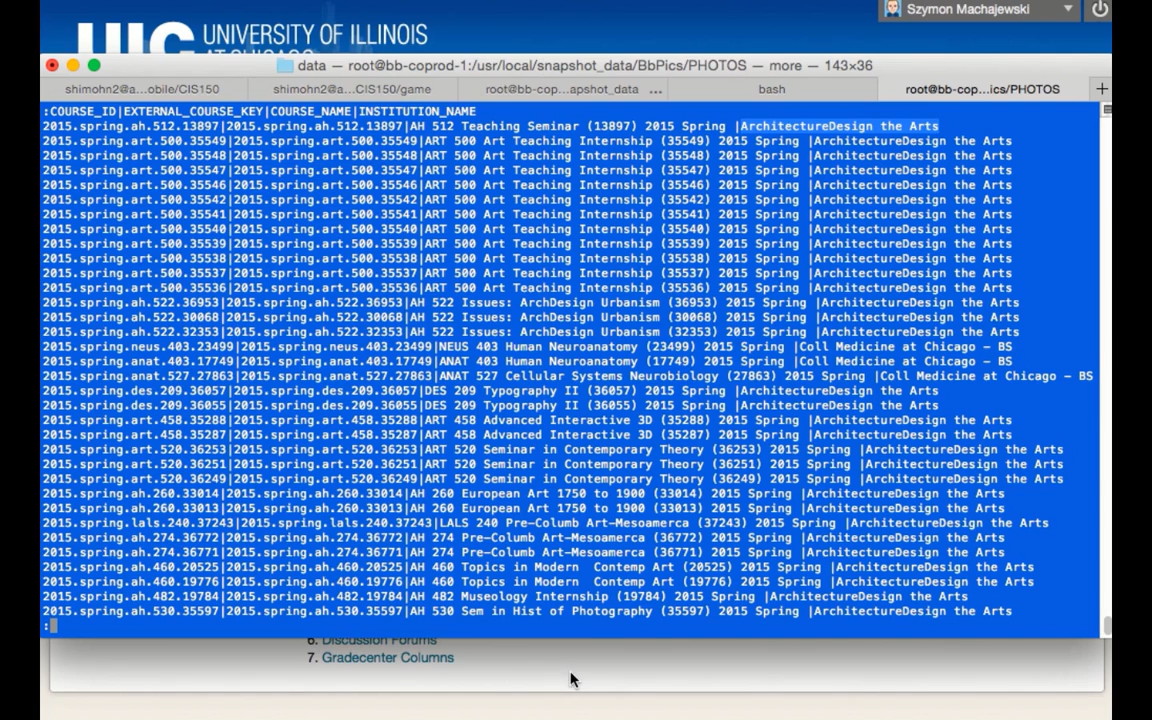 Szymon Machajewski
UNIVERSITY OF ILLINOIS
data — root@bb-coprod-1:/usr/local/snapshot_data/BbPics/PHOTOS — more — 143×36
shimohn2@a...obile/CIS150 shimohn2@a...CIS150/game root@bb-cop...apshot_data ... bash root@bb-cop...ics/PHOTOS +
:COURSE_ID|EXTERNAL_COURSE_KEY|COURSE_NAME|INSTITUTION_NAME
2015.spring.ah.512.13897|2015.spring.ah.512.13897|AH 512 Teaching Seminar (13897) 2015 Spring |ArchitectureDesign the Arts
2015.spring.art.500.35549|2015.spring.art.500.35549|ART 500 Art Teaching Internship (35549) 2015 Spring |ArchitectureDesign the Arts
2015.spring.art.500.35548|2015.spring.art.500.35548|ART 500 Art Teaching Internship (35548) 2015 Spring |ArchitectureDesign the Arts
2015.spring.art.500.35547|2015.spring.art.500.35547|ART 500 Art Teaching Internship (35547) 2015 Spring |ArchitectureDesign the Arts
2015.spring.art.500.35546|2015.spring.art.500.35546|ART 500 Art Teaching Internship (35546) 2015 Spring |ArchitectureDesign the Arts
2015.spring.art.500.35542|2015.spring.art.500.35542|ART 500 Art Teaching Internship (35542) 2015 Spring |ArchitectureDesign the Arts
2015.spring.art.500.35541|2015.spring.art.500.35541|ART 500 Art Teaching Internship (35541) 2015 Spring |ArchitectureDesign the Arts
2015.spring.art.500.35540|2015.spring.art.500.35540|ART 500 Art Teaching Internship (35540) 2015 Spring |ArchitectureDesign the Arts
2015.spring.art.500.35539|2015.spring.art.500.35539|ART 500 Art Teaching Internship (35539) 2015 Spring |ArchitectureDesign the Arts
2015.spring.art.500.35538|2015.spring.art.500.35538|ART 500 Art Teaching Internship (35538) 2015 Spring |ArchitectureDesign the Arts
2015.spring.art.500.35537|2015.spring.art.500.35537|ART 500 Art Teaching Internship (35537) 2015 Spring |ArchitectureDesign the Arts
2015.spring.art.500.35536|2015.spring.art.500.35536|ART 500 Art Teaching Internship (35536) 2015 Spring |ArchitectureDesign the Arts
2015.spring.ah.522.36953|2015.spring.ah.522.36953|AH 522 Issues: ArchDesign Urbanism (36953) 2015 Spring |ArchitectureDesign the Arts
2015.spring.ah.522.30068|2015.spring.ah.522.30068|AH 522 Issues: ArchDesign Urbanism (30068) 2015 Spring |ArchitectureDesign the Arts
2015.spring.ah.522.32353|2015.spring.ah.522.32353|AH 522 Issues: ArchDesign Urbanism (32353) 2015 Spring |ArchitectureDesign the Arts
2015.spring.neus.403.23499|2015.spring.neus.403.23499|NEUS 403 Human Neuroanatomy (23499) 2015 Spring |Coll Medicine at Chicago – BS
2015.spring.anat.403.17749|2015.spring.anat.403.17749|ANAT 403 Human Neuroanatomy (17749) 2015 Spring |Coll Medicine at Chicago – BS
2015.spring.anat.527.27863|2015.spring.anat.527.27863|ANAT 527 Cellular Systems Neurobiology (27863) 2015 Spring |Coll Medicine at Chicago – BS
2015.spring.des.209.36057|2015.spring.des.209.36057|DES 209 Typography II (36057) 2015 Spring |ArchitectureDesign the Arts
2015.spring.des.209.36055|2015.spring.des.209.36055|DES 209 Typography II (36055) 2015 Spring |ArchitectureDesign the Arts
2015.spring.art.458.35288|2015.spring.art.458.35288|ART 458 Advanced Interactive 3D (35288) 2015 Spring |ArchitectureDesign the Arts
2015.spring.art.458.35287|2015.spring.art.458.35287|ART 458 Advanced Interactive 3D (35287) 2015 Spring |ArchitectureDesign the Arts
2015.spring.art.520.36253|2015.spring.art.520.36253|ART 520 Seminar in Contemporary Theory (36253) 2015 Spring |ArchitectureDesign the Arts
2015.spring.art.520.36251|2015.spring.art.520.36251|ART 520 Seminar in Contemporary Theory (36251) 2015 Spring |ArchitectureDesign the Arts
2015.spring.art.520.36249|2015.spring.art.520.36249|ART 520 Seminar in Contemporary Theory (36249) 2015 Spring |ArchitectureDesign the Arts
2015.spring.ah.260.33014|2015.spring.ah.260.33014|AH 260 European Art 1750 to 1900 (33014) 2015 Spring |ArchitectureDesign the Arts
2015.spring.ah.260.33013|2015.spring.ah.260.33013|AH 260 European Art 1750 to 1900 (33013) 2015 Spring |ArchitectureDesign the Arts
2015.spring.lals.240.37243|2015.spring.lals.240.37243|LALS 240 Pre–Columb Art–Mesoamerca (37243) 2015 Spring |ArchitectureDesign the Arts
2015.spring.ah.274.36772|2015.spring.ah.274.36772|AH 274 Pre–Columb Art–Mesoamerca (36772) 2015 Spring |ArchitectureDesign the Arts
2015.spring.ah.274.36771|2015.spring.ah.274.36771|AH 274 Pre–Columb Art–Mesoamerca (36771) 2015 Spring |ArchitectureDesign the Arts
2015.spring.ah.460.20525|2015.spring.ah.460.20525|AH 460 Topics in Modern  Contemp Art (20525) 2015 Spring |ArchitectureDesign the Arts
2015.spring.ah.460.19776|2015.spring.ah.460.19776|AH 460 Topics in Modern  Contemp Art (19776) 2015 Spring |ArchitectureDesign the Arts
2015.spring.ah.482.19784|2015.spring.ah.482.19784|AH 482 Museology Internship (19784) 2015 Spring |ArchitectureDesign the Arts
2015.spring.ah.530.35597|2015.spring.ah.530.35597|AH 530 Sem in Hist of Photography (35597) 2015 Spring |ArchitectureDesign the Arts
:
6. Discussion Forums
7. Gradecenter Columns